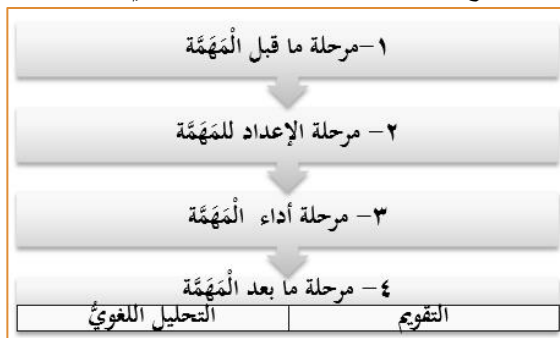 ١-مرحلة ما قبل الْمَهَمَّة
٢- مرحلة الإعداد للمَهَمَّة
٣- مرحلة أداء الْمَهَمَّة
٤- مرحلة ما بعد الْمَهَمَّة
التقويم
التحليل اللغويُّ